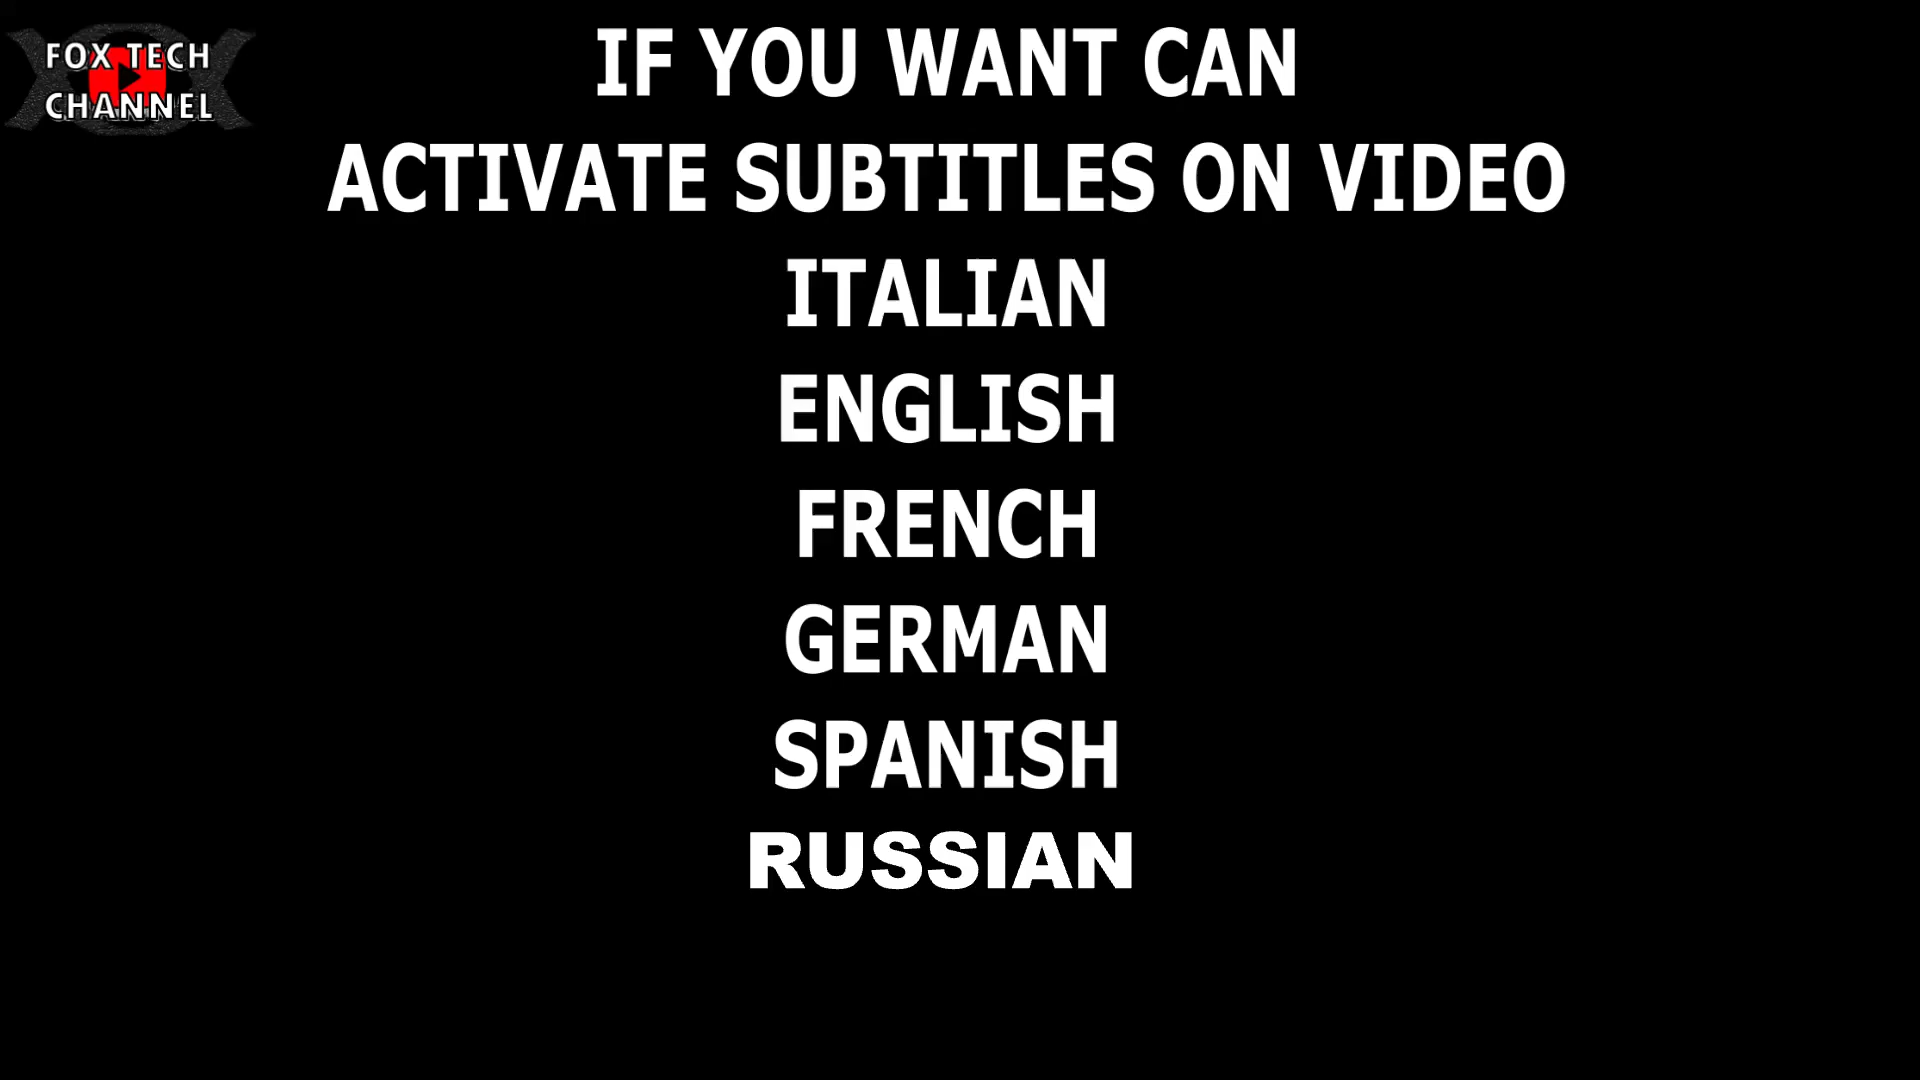 FOX TECH
CHANNEL
IF YOU WANT CAN
ACTIVATE SUBTITLES ON VIDEO
ITALIAN
ENGLISH
FRENCH
GERMAN
SPANISH
RUSSIAN